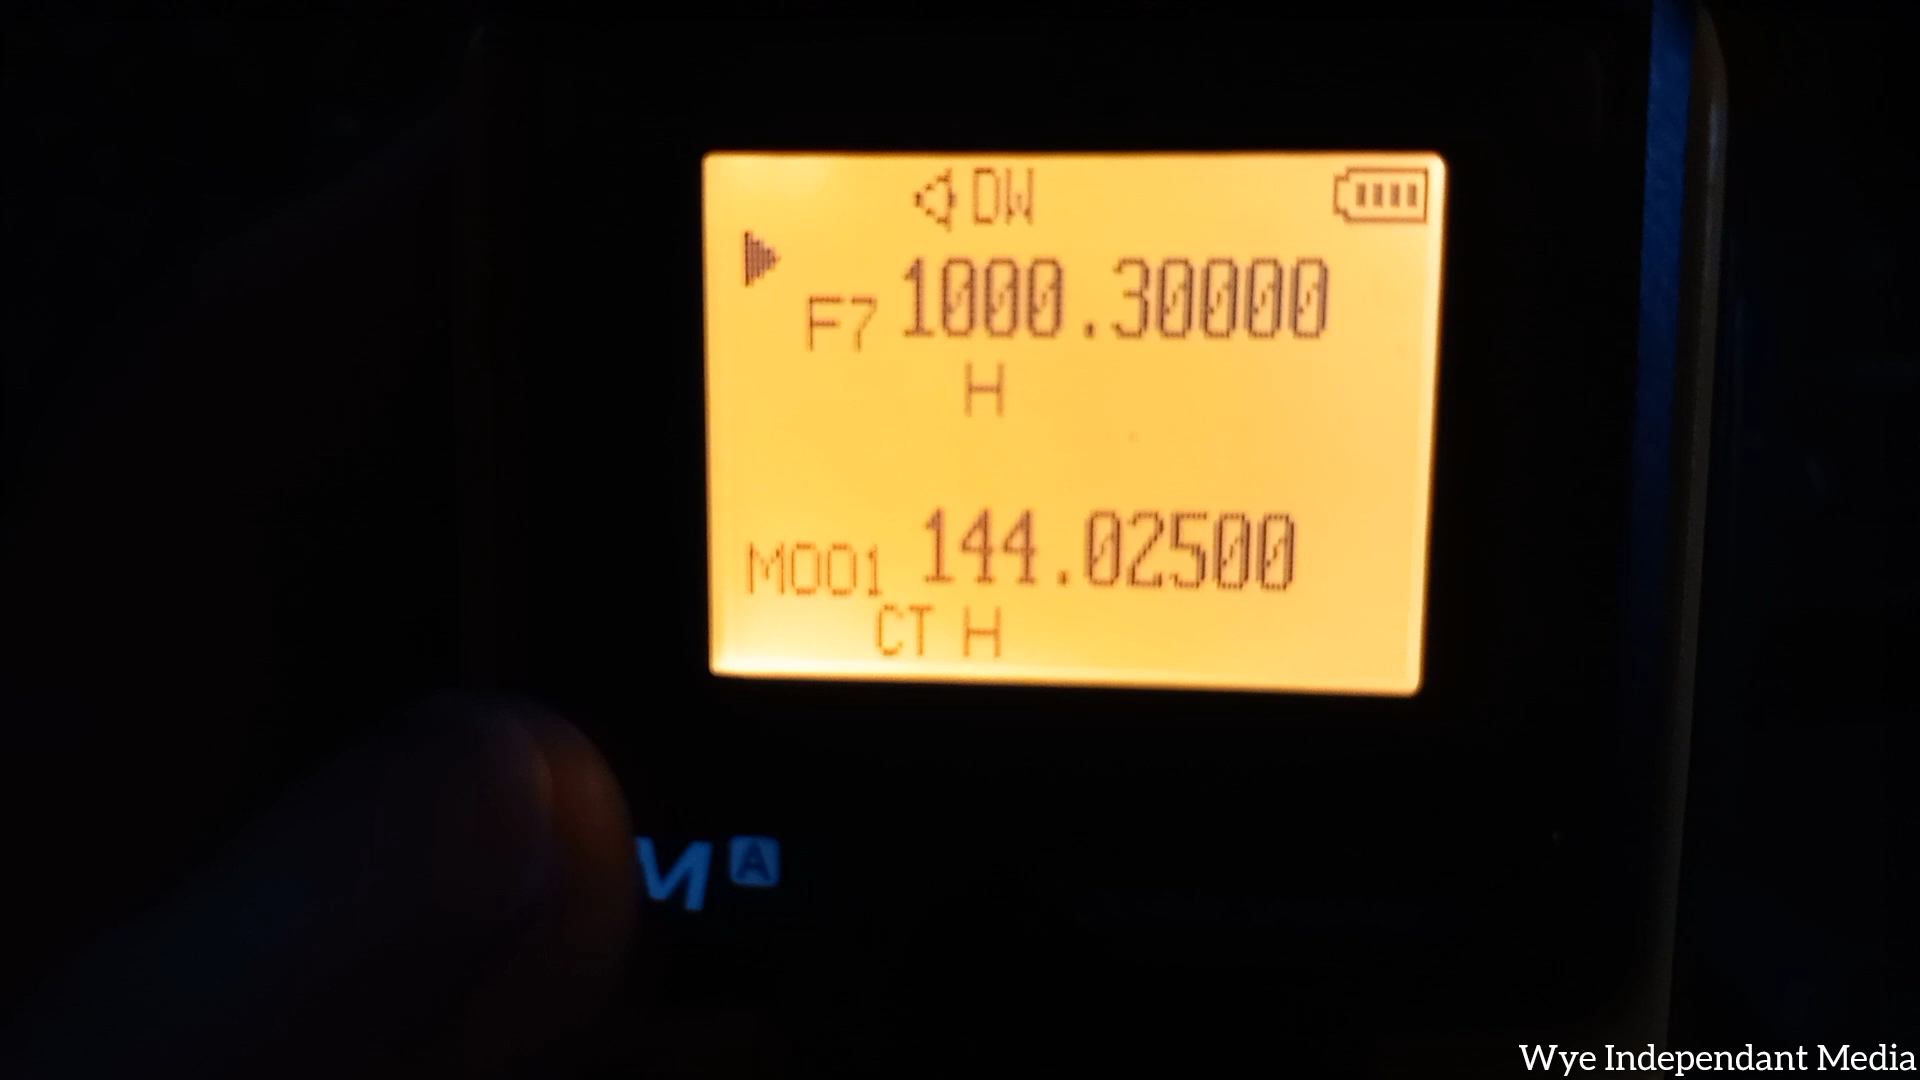 DW
F7 1000.30000
H
M001 144.02500
CT H
M A
Wye Independant Media